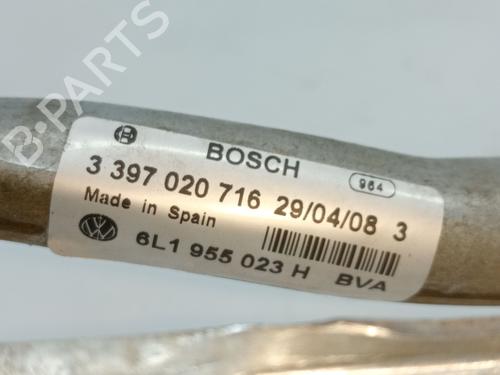 B-PARTS
BOSCH
964
3 397 020 716 29/04/08 3
Made in Spain
6L1 955 023 H BVA